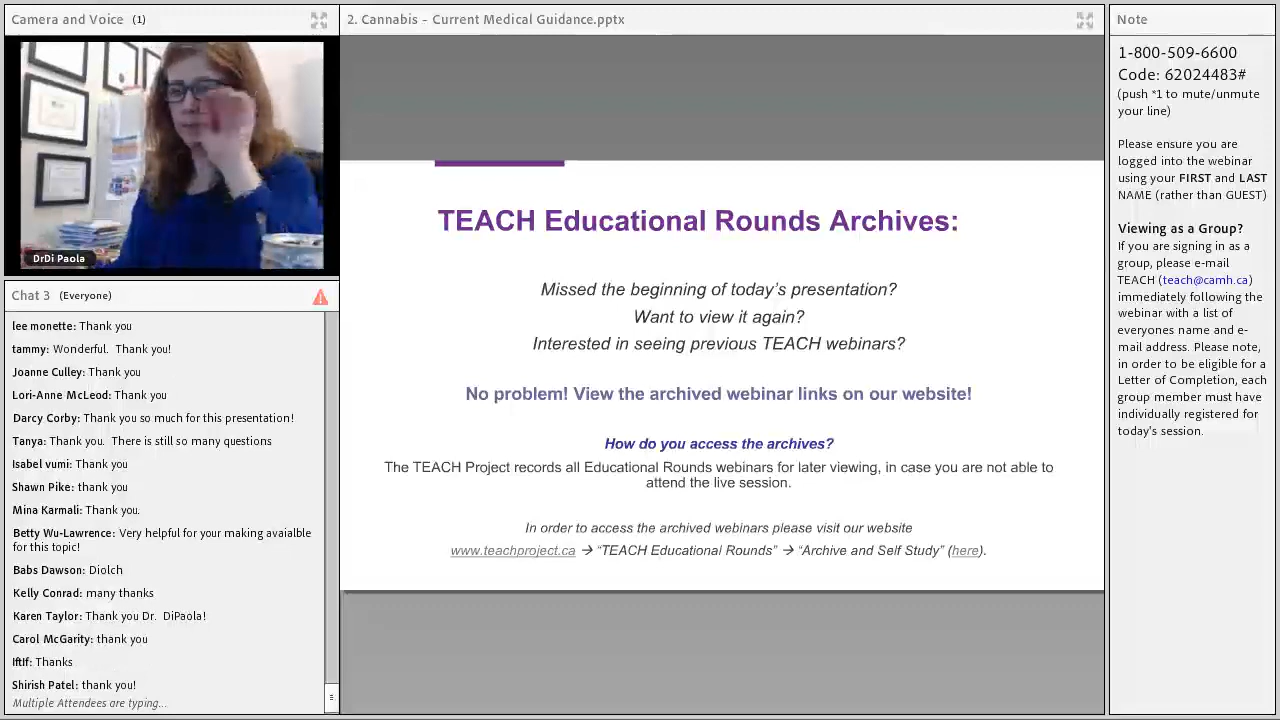 Camera and Voice (1)
DrDi Paola
Chat 3 (Everyone)
lee monette: Thank you
tammy: Wonderful. Thank you!
Joanne Culley: Thank you
Lori-Anne McLeod: Thank you
Darcy Corby: Thank you so much for this presentation!
Tanya: Thank you. There is still so many questions
Isabel vumi: Thank you
Shawn Pike: thank you
Mina Karmali: Thank you.
Betty Wu-Lawrence: Very helpful for your making avaialble
for this topic!
Babs Dawson: Diolch
Kelly Conrad: many thanks
Karen Taylor: Thank you Dr. DiPaola!
Carol McGarity: thank you
IftIf: Thanks
Shirish Patel: thank you!
Multiple Attendees are typing...
2. Cannabis - Current Medical Guidance.pptx
TEACH Educational Rounds Archives:
Missed the beginning of today's presentation?
Want to view it again?
Interested in seeing previous TEACH webinars?
No problem! View the archived webinar links on our website!
How do you access the archives?
The TEACH Project records all Educational Rounds webinars for later viewing, in case you are not able to
attend the live session.
In order to access the archived webinars please visit our website
www.teachproject.ca → "TEACH Educational Rounds" → "Archive and Self Study" (here).
Note
1-800-509-6600
Code: 62024483#
(push *1 to mute/unmute
your line)
Please ensure you are
logged into the webinar
using your FIRST and LAST
NAME (rather than GUEST)
Viewing as a Group?
If you are signing in as a
group, please e-mail
TEACH (teach@camh.ca)
immediately following the
webinar with a list of
everyones name and e-
mail address. Please note,
in order to be eligible for a
Letter of Completion, each
group member must have
individually registered for
today's session.